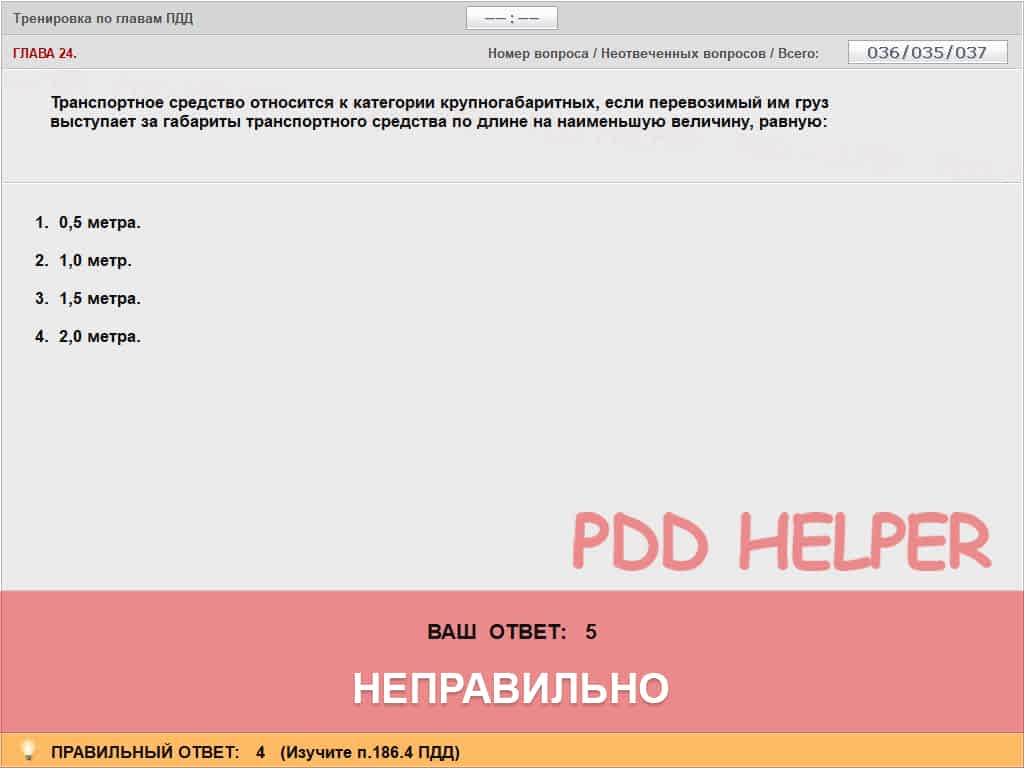 Тренировка по главам ПДД
–– : ––
ГЛАВА 24.
Номер вопроса / Неотвеченных вопросов / Всего:
036/035/037
Транспортное средство относится к категории крупногабаритных, если перевозимый им груз
выступает за габариты транспортного средства по длине на наименьшую величину, равную:
1. 0,5 метра.
2. 1,0 метр.
3. 1,5 метра.
4. 2,0 метра.
PDD HELPER
ВАШ ОТВЕТ: 5
НЕПРАВИЛЬНО
ПРАВИЛЬНЫЙ ОТВЕТ: 4 (Изучите п.186.4 ПДД)